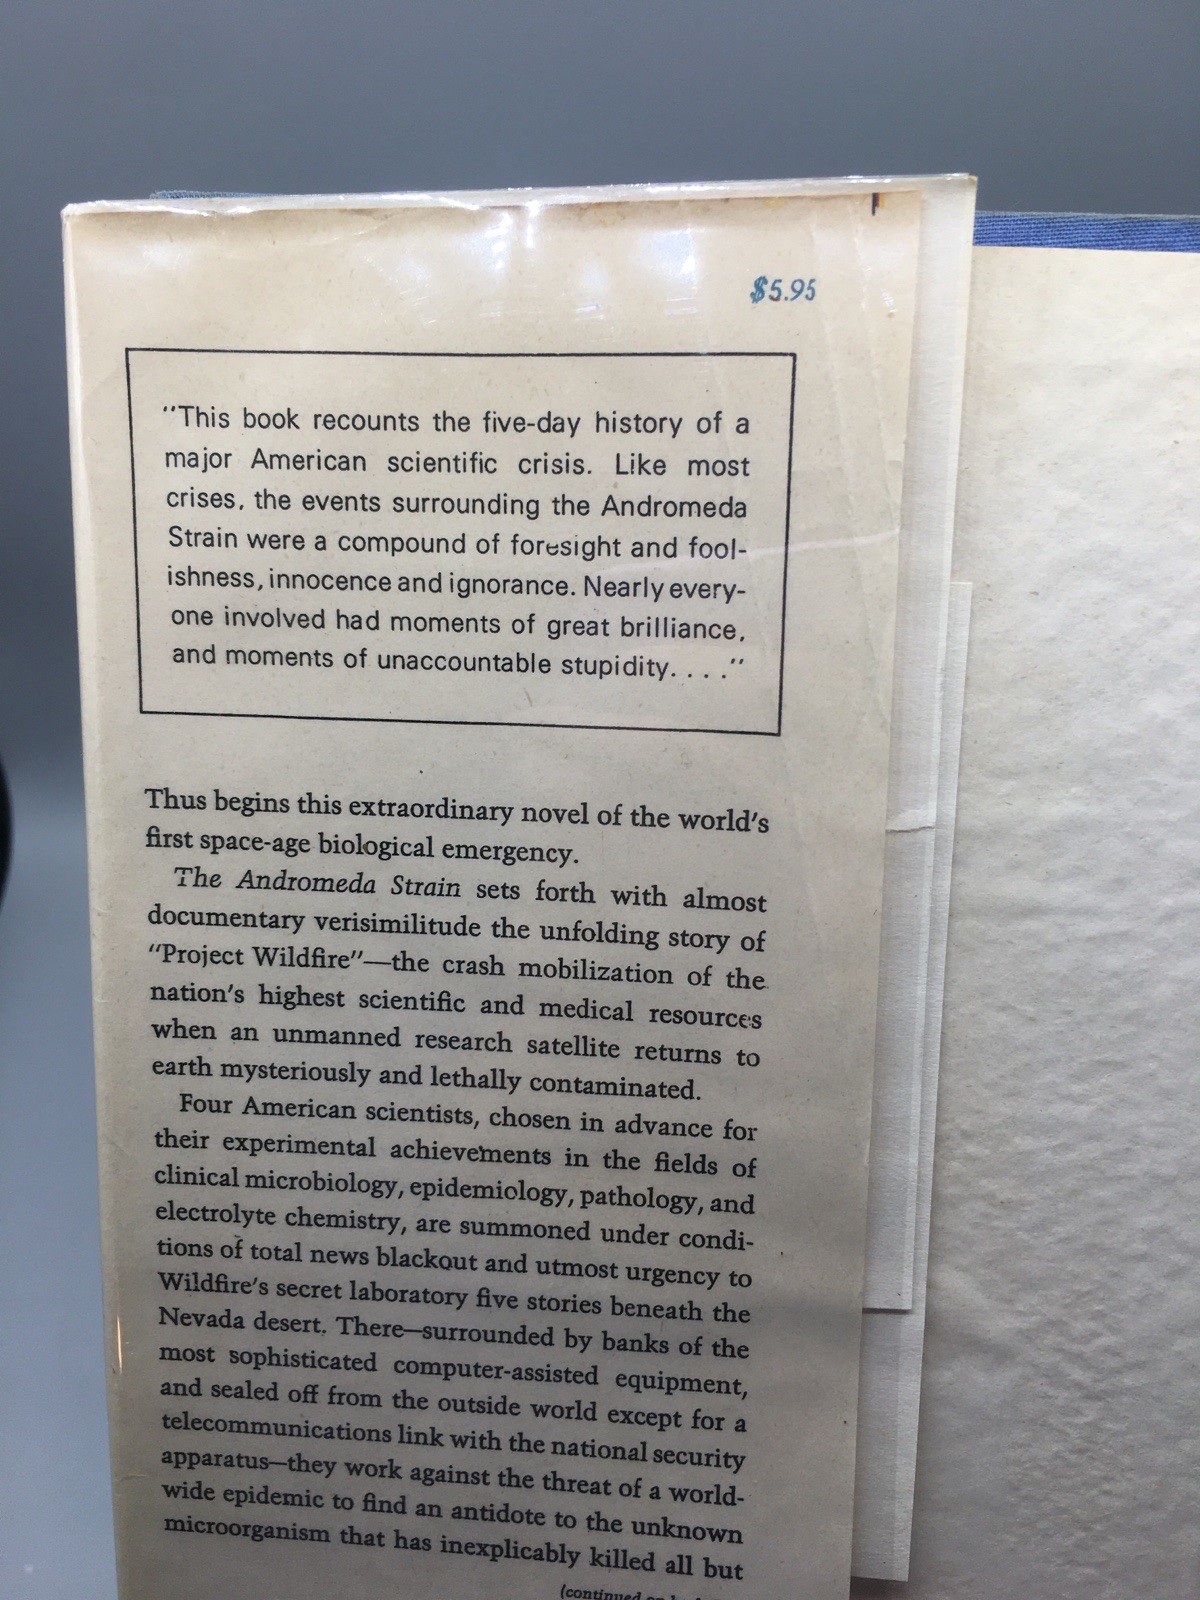 $5.95
"This book recounts the five-day history of a
major American scientific crisis. Like most
crises, the events surrounding the Andromeda
Strain were a compound of foresight and fool-
ishness, innocence and ignorance. Nearly every-
one involved had moments of great brilliance,
and moments of unaccountable stupidity. . . ."
Thus begins this extraordinary novel of the world's
first space-age biological emergency.
The Andromeda Strain sets forth with almost
documentary verisimilitude the unfolding story of
"Project Wildfire"—the crash mobilization of the
nation's highest scientific and medical resources
when an unmanned research satellite returns to
earth mysteriously and lethally contaminated.
Four American scientists, chosen in advance for
their experimental achievements in the fields of
clinical microbiology, epidemiology, pathology, and
electrolyte chemistry, are summoned under condi-
tions of total news blackout and utmost urgency to
Wildfire's secret laboratory five stories beneath the
Nevada desert. There—surrounded by banks of the
most sophisticated computer-assisted equipment,
and sealed off from the outside world except for a
telecommunications link with the national security
apparatus—they work against the threat of a world-
wide epidemic to find an antidote to the unknown
microorganism that has inexplicably killed all but
(continued on